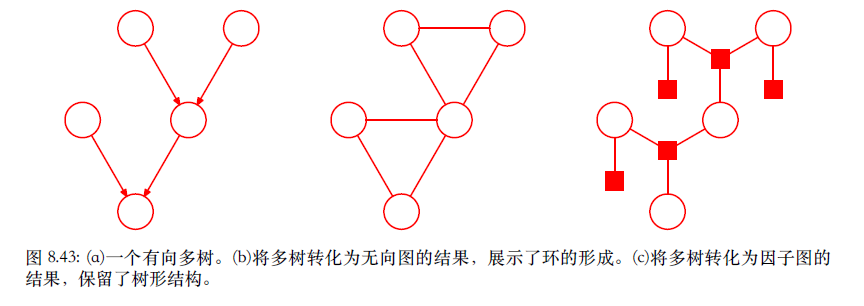 图 8.43: (a)一个有向多树。(b)将多树转化为无向图的结果，展示了环的形成。(c)将多树转化为因子图的
结果，保留了树形结构。